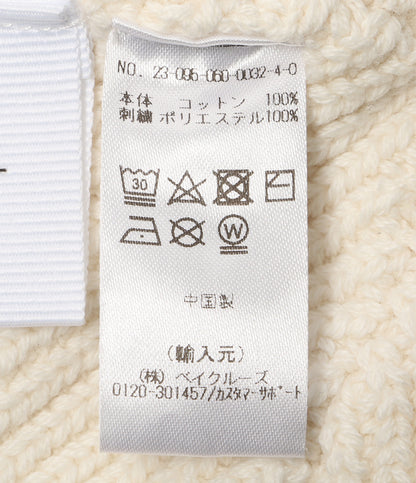 NO. 23-096-060-0032-4-0
本体 コットン 100%
刺繍 ポリエステル100%
30
W
中国製
(輸入元)
(株) ベイクルーズ
0120-301457/カスタマーサポート